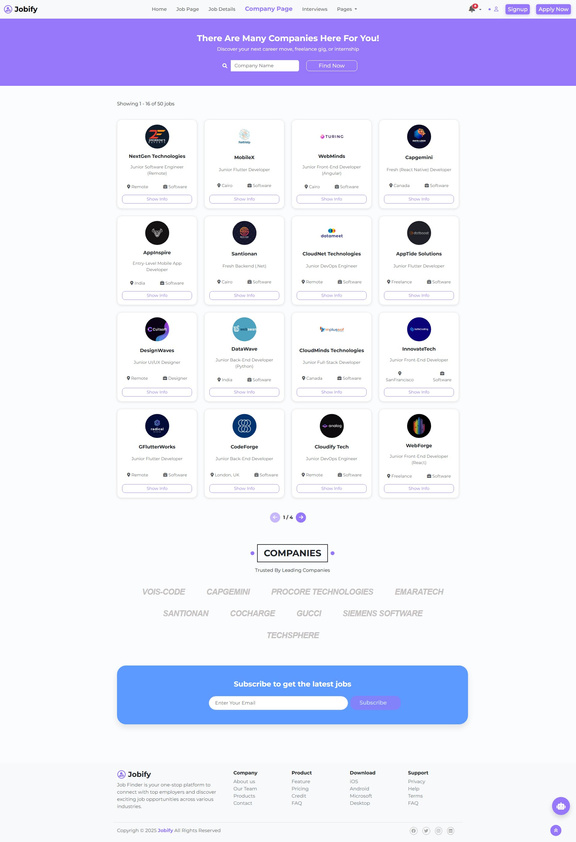 Jobify
Home Job Page Job Details Company Page Interviews Pages
Signup Apply Now
There Are Many Companies Here For You!
Discover your next career move, freelance gig, or internship
Company Name
Find Now
Showing 1 - 16 of 50 jobs
TURING
NextGen Technologies MobileX WebMinds Capgemini
Junior Software Engineer (Remote)
Junior Flutter Developer
Junior Front-End Developer (Angular)
Fresh (React Native) Developer
Remote Software Cairo Software Cairo Software Canada Software
Show Info Show Info Show Info Show Info
datamost
AppInspire Santionan CloudNet Technologies AppTide Solutions
Entry-Level Mobile App Developer
Fresh Backend (.Net)
Junior DevOps Engineer
Junior Flutter Developer
India Software Cairo Software Remote Software Freelance Software
Show Info Show Info Show Info Show Info
DesignWaves DataWave CloudMinds Technologies InnovateTech
Junior UI/UX Designer
Junior Back-End Developer (Python)
Junior Full-Stack Developer
Junior Front-End Developer
Remote Designer India Software Canada Software SanFrancisco Software
Show Info Show Info Show Info Show Info
radical
analog
GFlutterWorks CodeForge Cloudify Tech WebForge
Junior Flutter Developer
Junior Back-End Developer
Junior DevOps Engineer
Junior Front-End Developer (React)
Remote Software London, UK Software Remote Software Freelance Software
Show Info Show Info Show Info Show Info
1 / 4
COMPANIES
Trusted By Leading Companies
VOIS-CODE CAPGEMINI PROCORE TECHNOLOGIES EMARATECH
SANTIONAN COCHARGE GUCCI SIEMENS SOFTWARE
TECHSPHERE
Subscribe to get the latest jobs
Enter Your Email
Subscribe
Jobify
Job Finder is your one-stop platform to
connect with top employers and discover
exciting job opportunities across various
industries.
Company
About us
Our Team
Products
Contact
Product
Feature
Pricing
Credit
FAQ
Download
iOS
Android
Microsoft
Desktop
Support
Privacy
Help
Terms
FAQ
Copyright © 2025 Jobify All Rights Reserved